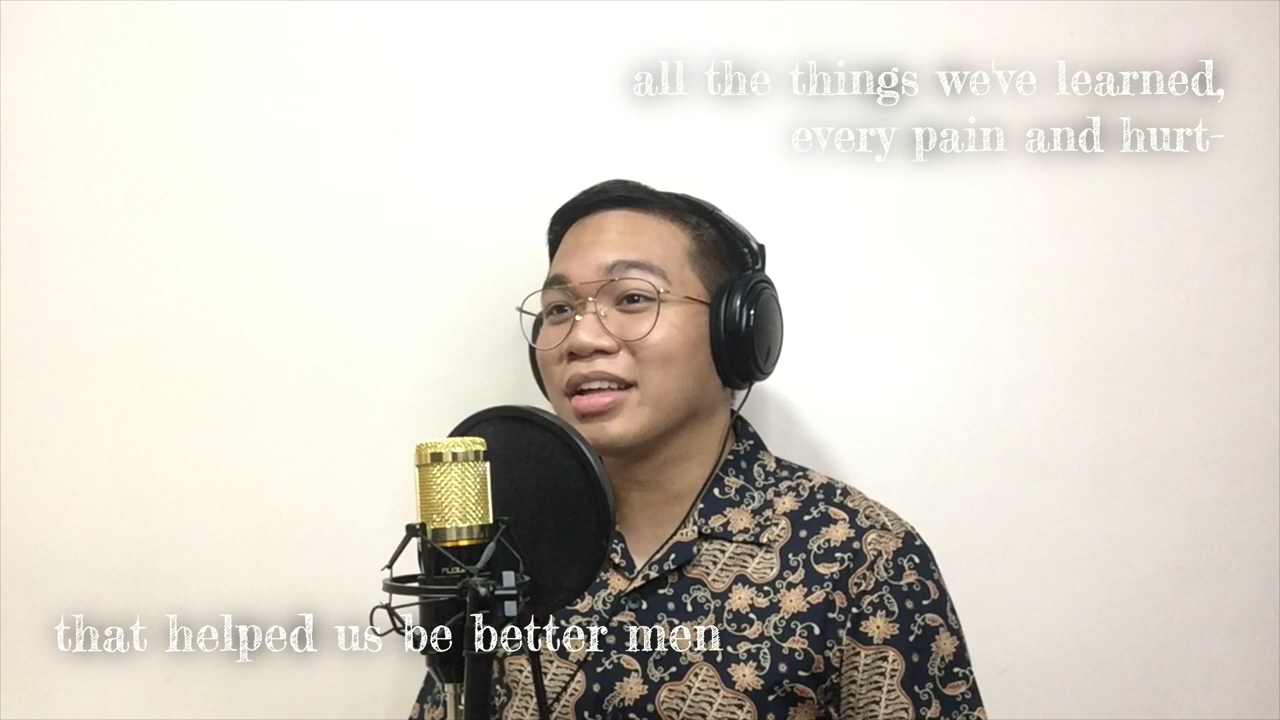 all the things we've learned,
every pain and hurt-
that helped us be better men